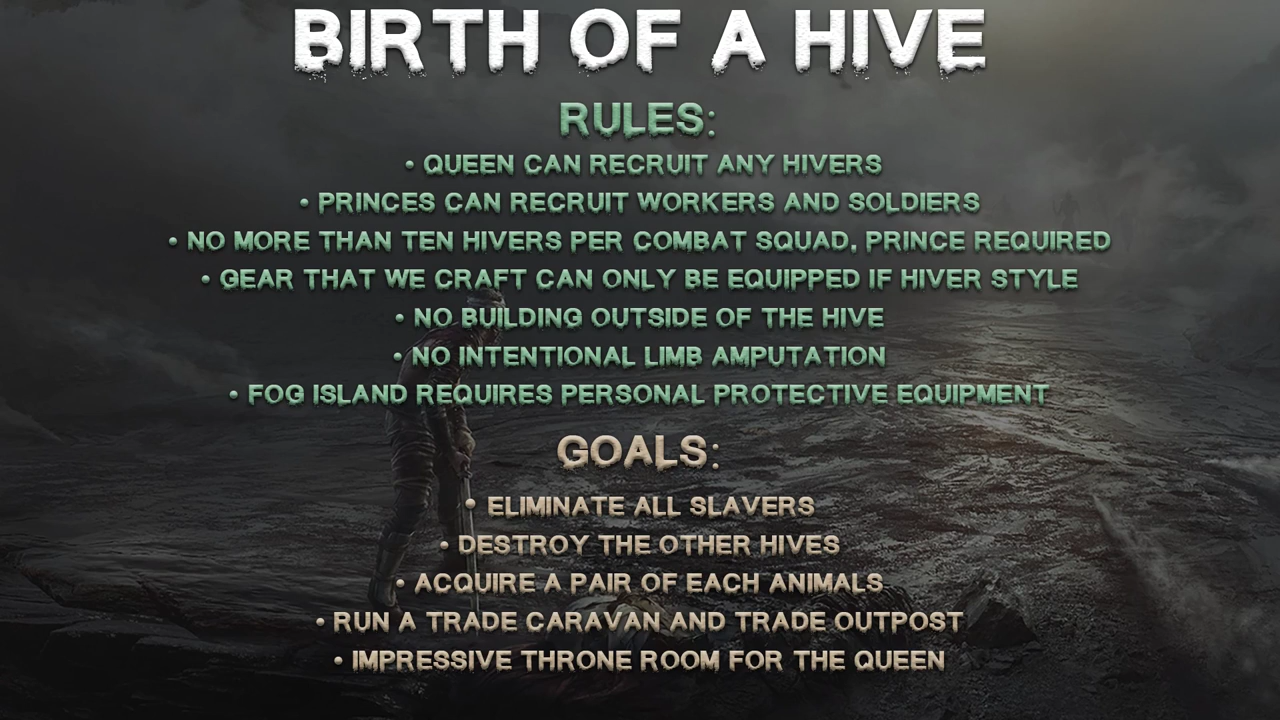 BIRTH OF A HIVE
RULES:
• QUEEN CAN RECRUIT ANY HIVERS
• PRINCES CAN RECRUIT WORKERS AND SOLDIERS
• NO MORE THAN TEN HIVERS PER COMBAT SQUAD, PRINCE REQUIRED
• GEAR THAT WE CRAFT CAN ONLY BE EQUIPPED IF HIVER STYLE
• NO BUILDING OUTSIDE OF THE HIVE
• NO INTENTIONAL LIMB AMPUTATION
• FOG ISLAND REQUIRES PERSONAL PROTECTIVE EQUIPMENT
GOALS:
• ELIMINATE ALL SLAVERS
• DESTROY THE OTHER HIVES
• ACQUIRE A PAIR OF EACH ANIMALS
• RUN A TRADE CARAVAN AND TRADE OUTPOST
• IMPRESSIVE THRONE ROOM FOR THE QUEEN